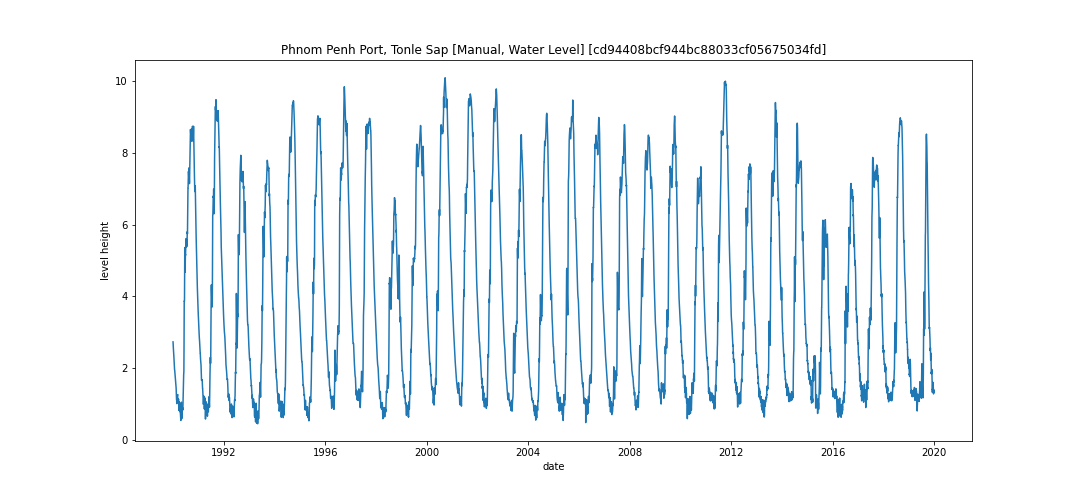 Phnom Penh Port, Tonle Sap [Manual, Water Level] [cd94408bcf944bc88033cf05675034fd]
10
8
6
4
2
0
level height
1992 1996 2000 2004 2008 2012 2016 2020
date